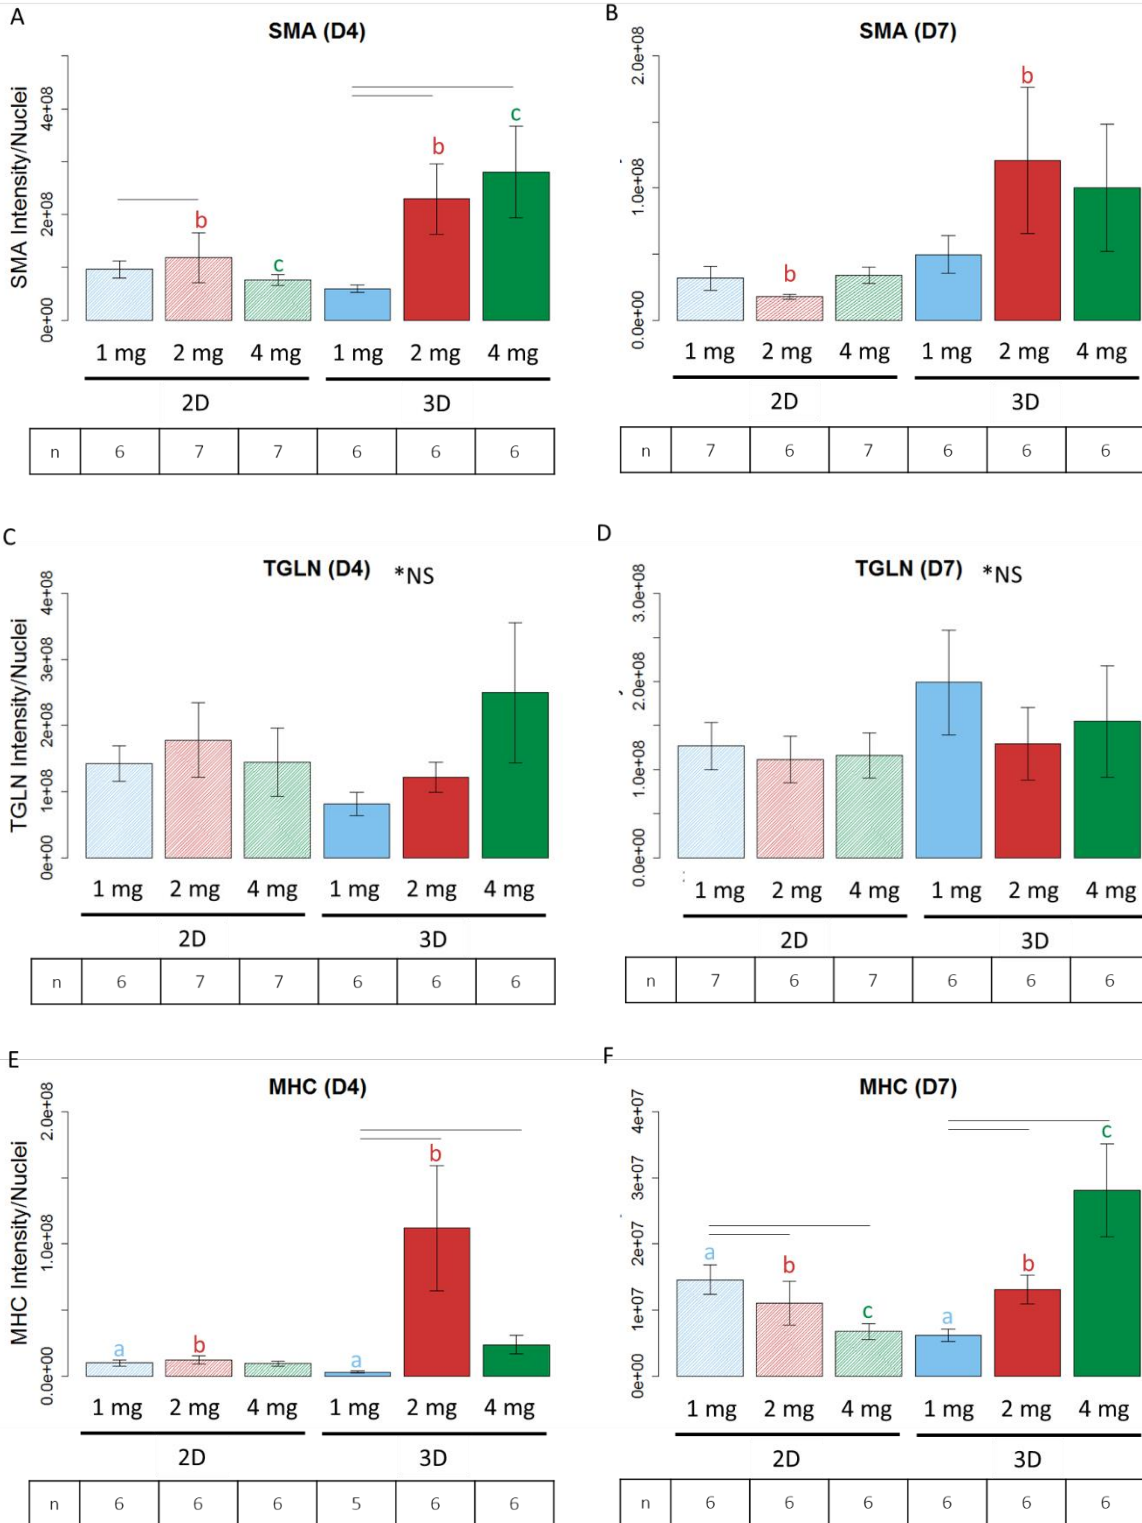 A
SMA (D4)
SMA Intensity/Nuclei
0e+00 2e+08 4e+08
b c b c
1 mg 2 mg 4 mg 1 mg 2 mg 4 mg
2D 3D
n 6 7 7 6 6 6
B
SMA (D7)
0.0e+00 1.0e+08 2.0e+08
b b
1 mg 2 mg 4 mg 1 mg 2 mg 4 mg
2D 3D
n 7 6 7 6 6 6
C
TGLN (D4) *NS
TGLN Intensity/Nuclei
0e+00 1e+08 2e+08 3e+08 4e+08
1 mg 2 mg 4 mg 1 mg 2 mg 4 mg
2D 3D
n 6 7 7 6 6 6
D
TGLN (D7) *NS
0.0e+00 1.0e+08 2.0e+08 3.0e+08
1 mg 2 mg 4 mg 1 mg 2 mg 4 mg
2D 3D
n 7 6 7 6 6 6
E
MHC (D4)
MHC Intensity/Nuclei
0.0e+00 1.0e+08 2.0e+08
a b a b
1 mg 2 mg 4 mg 1 mg 2 mg 4 mg
2D 3D
n 6 6 6 5 6 6
F
MHC (D7)
0e+00 1e+07 2e+07 3e+07 4e+07
a b c a b c
1 mg 2 mg 4 mg 1 mg 2 mg 4 mg
2D 3D
n 6 6 6 6 6 6